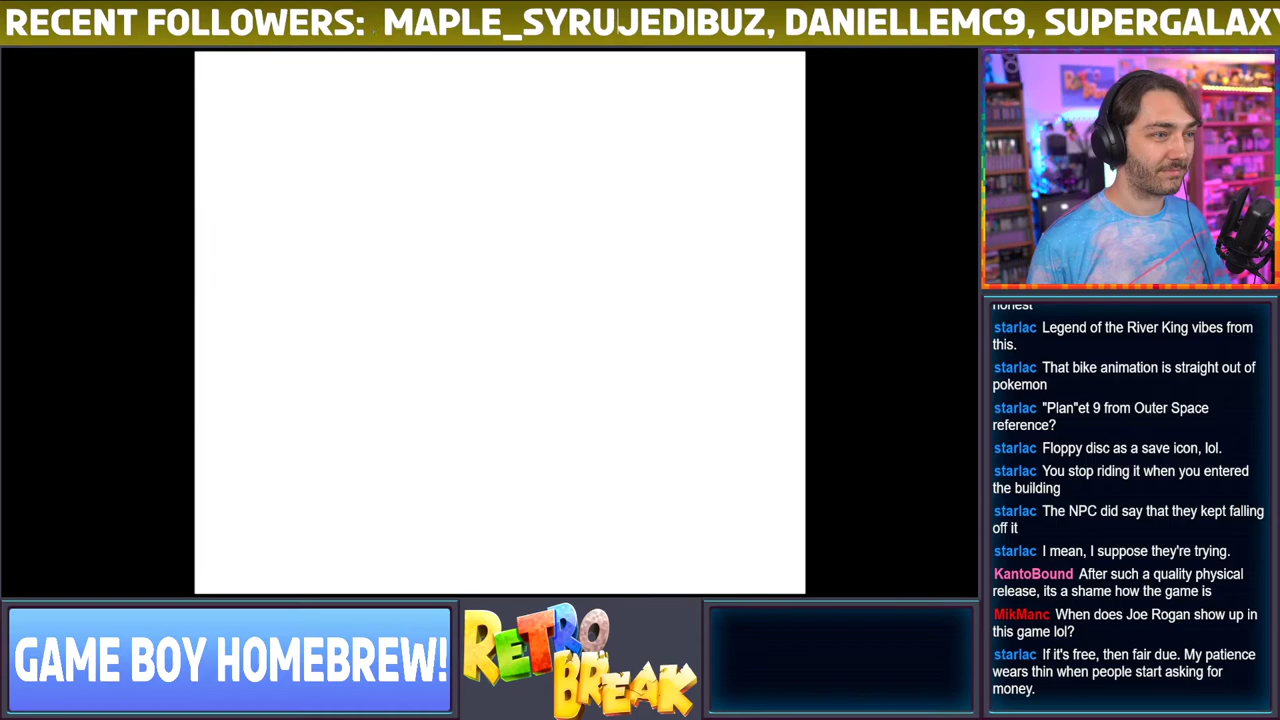 RECENT FOLLOWERS: MAPLE_SYRUJEDIBUZ, DANIELLEMC9, SUPERGALAXY
honest
starlac Legend of the River King vibes from
this.
starlac That bike animation is straight out of
pokemon
starlac "Plan"et 9 from Outer Space
reference?
starlac Floppy disc as a save icon, lol.
starlac You stop riding it when you entered
the building
starlac The NPC did say that they kept falling
off it
starlac I mean, I suppose they're trying.
KantoBound After such a quality physical
release, its a shame how the game is
MikManc When does Joe Rogan show up in
this game lol?
starlac If it's free, then fair due. My patience
wears thin when people start asking for
money.
GAME BOY HOMEBREW!
RETRO
BREAK